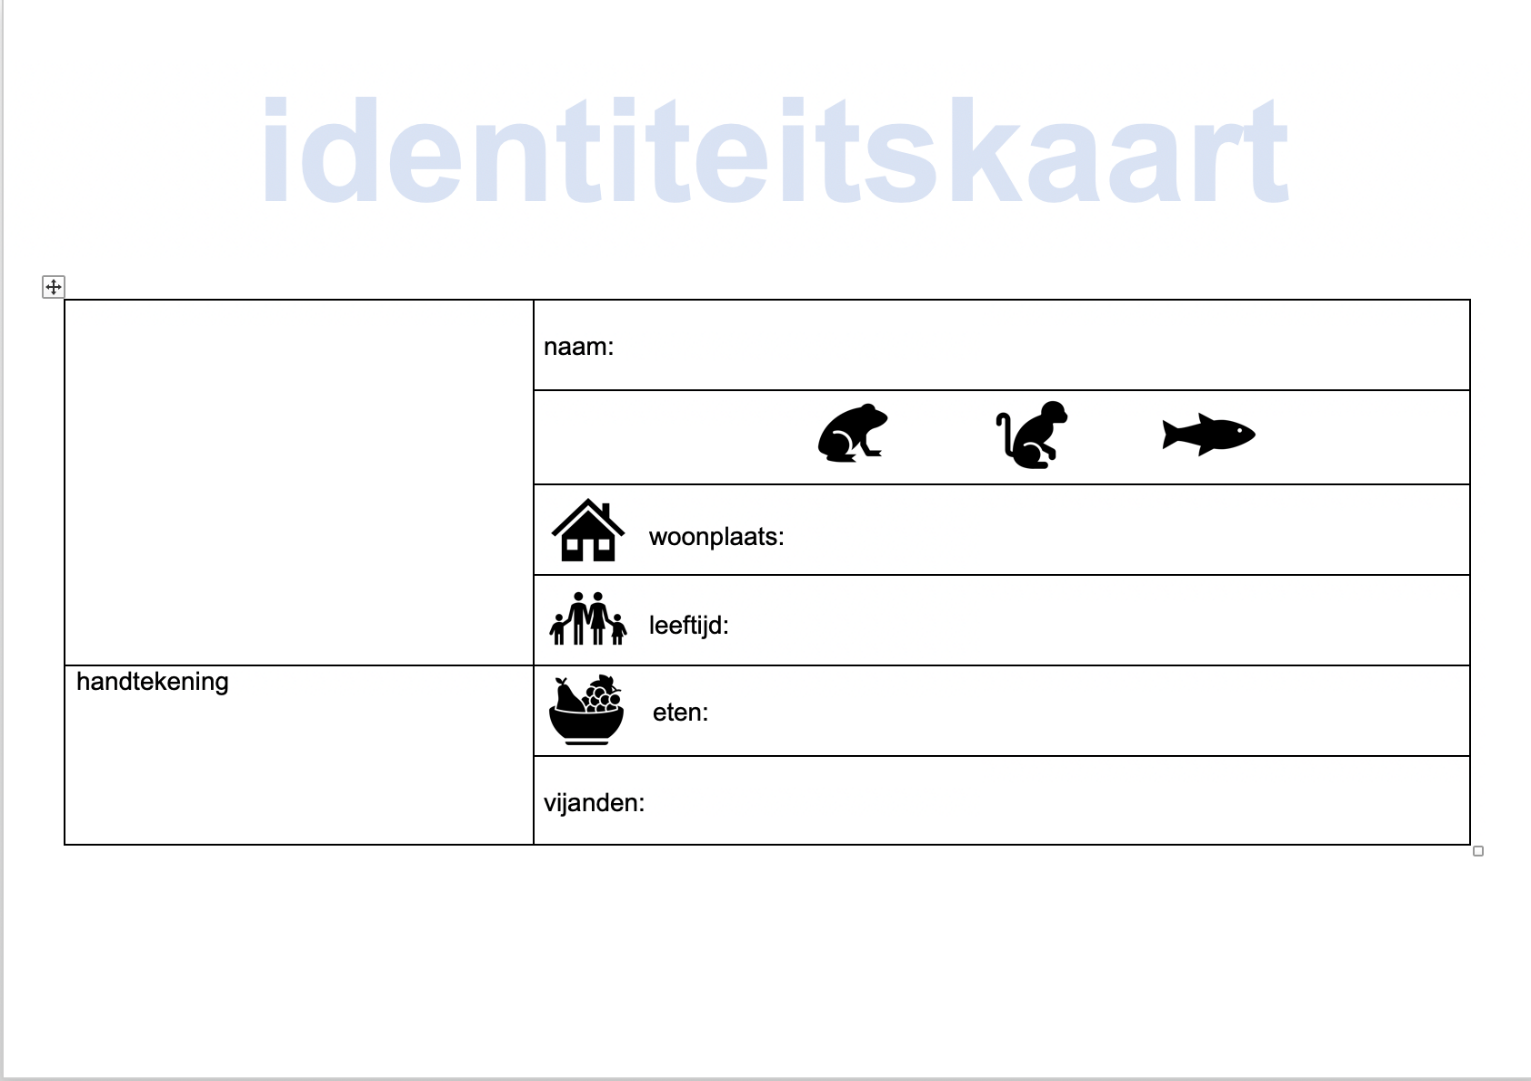 identiteitskaart
naam:
woonplaats:
leeftijd:
handtekening
eten:
vijanden: